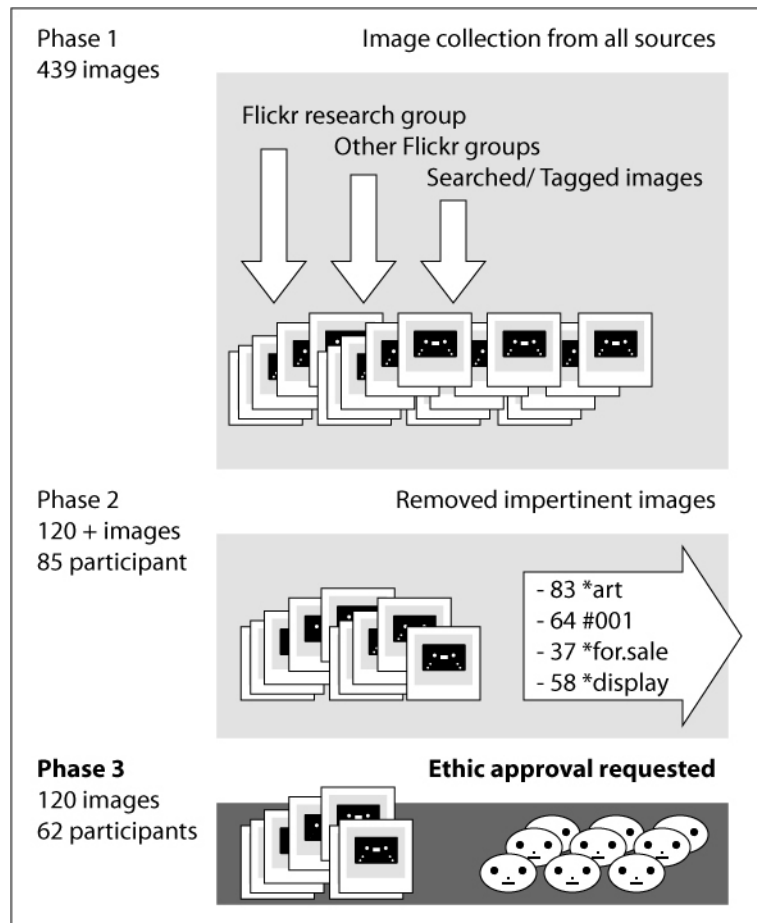 Phase 1
439 images
Image collection from all sources
Flickr research group
Other Flickr groups
Searched/ Tagged images
Phase 2
120 + images
85 participant
Removed impertinent images
- 83 *art
- 64 #001
- 37 *for.sale
- 58 *display
Phase 3
120 images
62 participants
Ethic approval requested